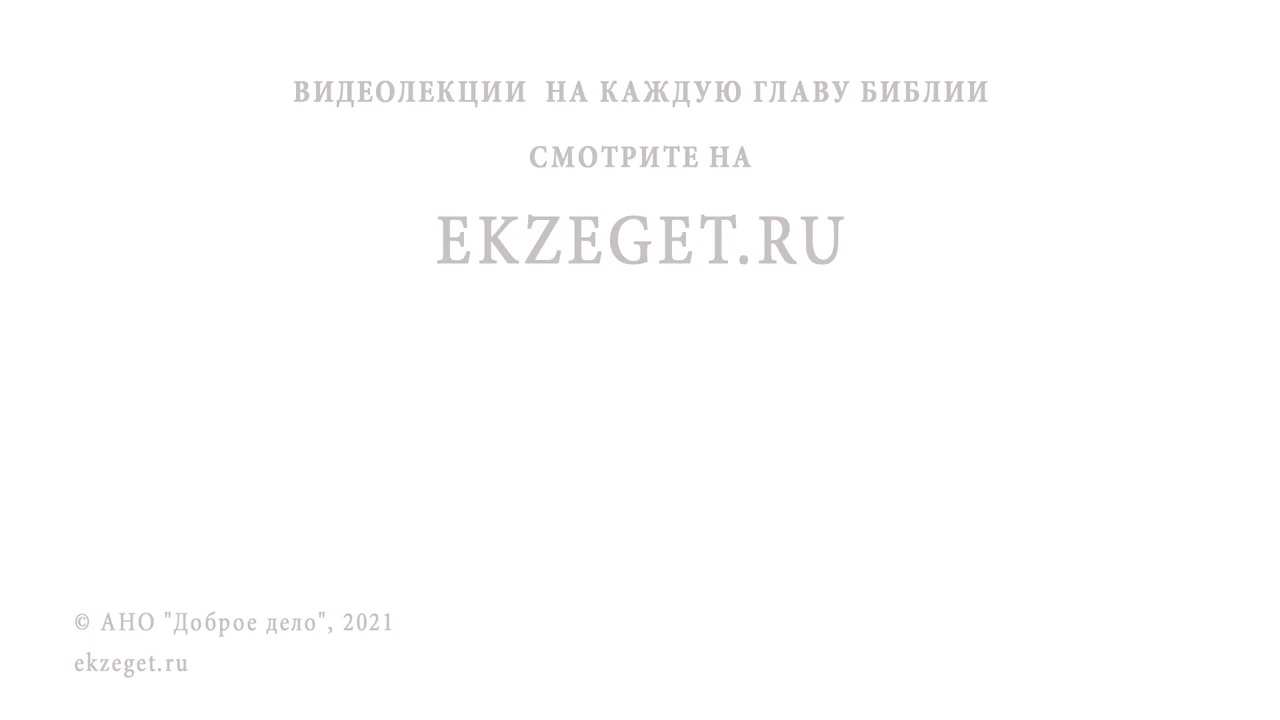 ВИДЕОЛЕКЦИИ НА КАЖДУЮ ГЛАВУ БИБЛИИ
СМОТРИТЕ НА
EKZEGET.RU
© АНО "Доброе дело", 2021
ekzeget.ru